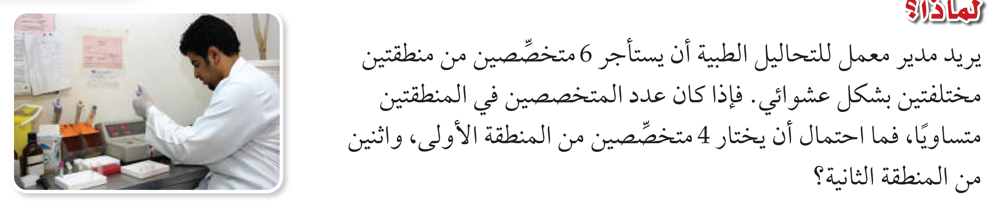 لماذا؟
يريد مدير معمل للتحاليل الطبية أن يستأجر 6 متخصِّصين من منطقتين
مختلفتين بشكل عشوائي. فإذا كان عدد المتخصصين في المنطقتين
متساويًا، فما احتمال أن يختار 4 متخصِّصين من المنطقة الأولى، واثنين
من المنطقة الثانية؟